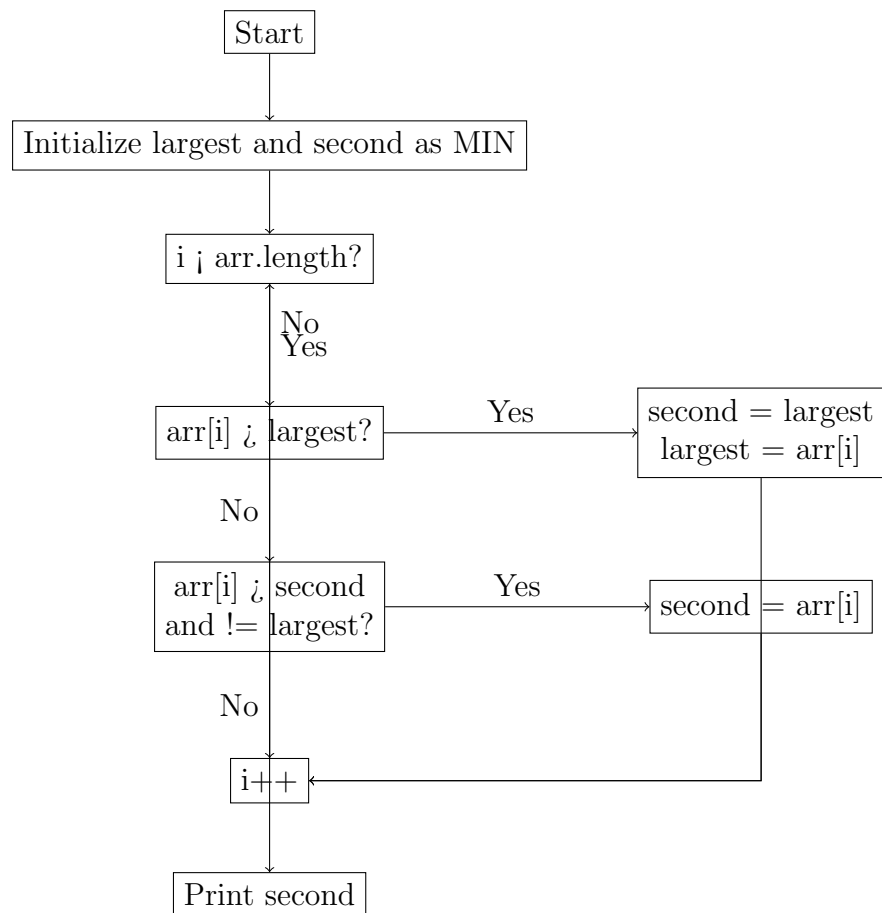 Start
Initialize largest and second as MIN
i ¡ arr.length?
No
Yes
arr[i] ¿ largest?
Yes
second = largest
largest = arr[i]
No
arr[i] ¿ second
and != largest?
Yes
second = arr[i]
No
i++
Print second